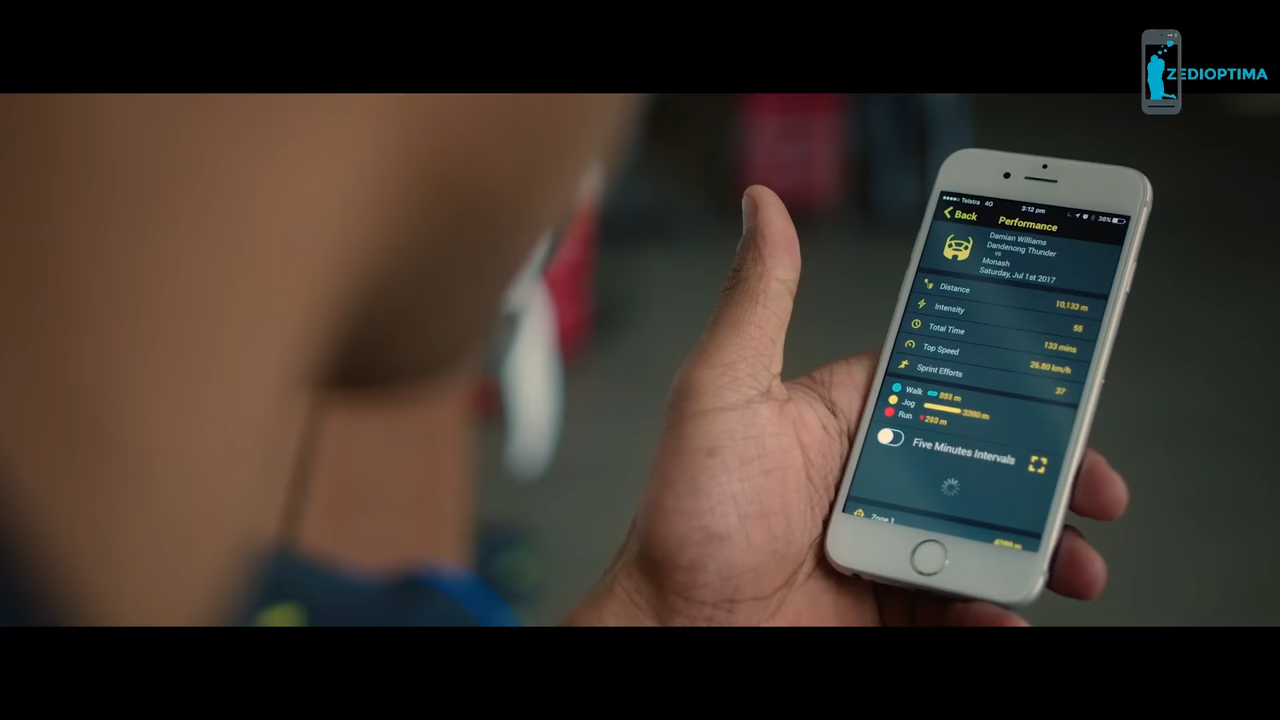 ZEDIOPTIMA
Telstra 4G 3:12 pm 38%
Back Performance
Damian Williams
Dandenong Thunder
vs
Monash
Saturday, Jul 1st 2017
Distance 10,133 m
Intensity 55
Total Time 133 mins
Top Speed 26.80 km/h
Sprint Efforts 37
Walk
Jog
Run
Five Minutes Intervals
Zone 1